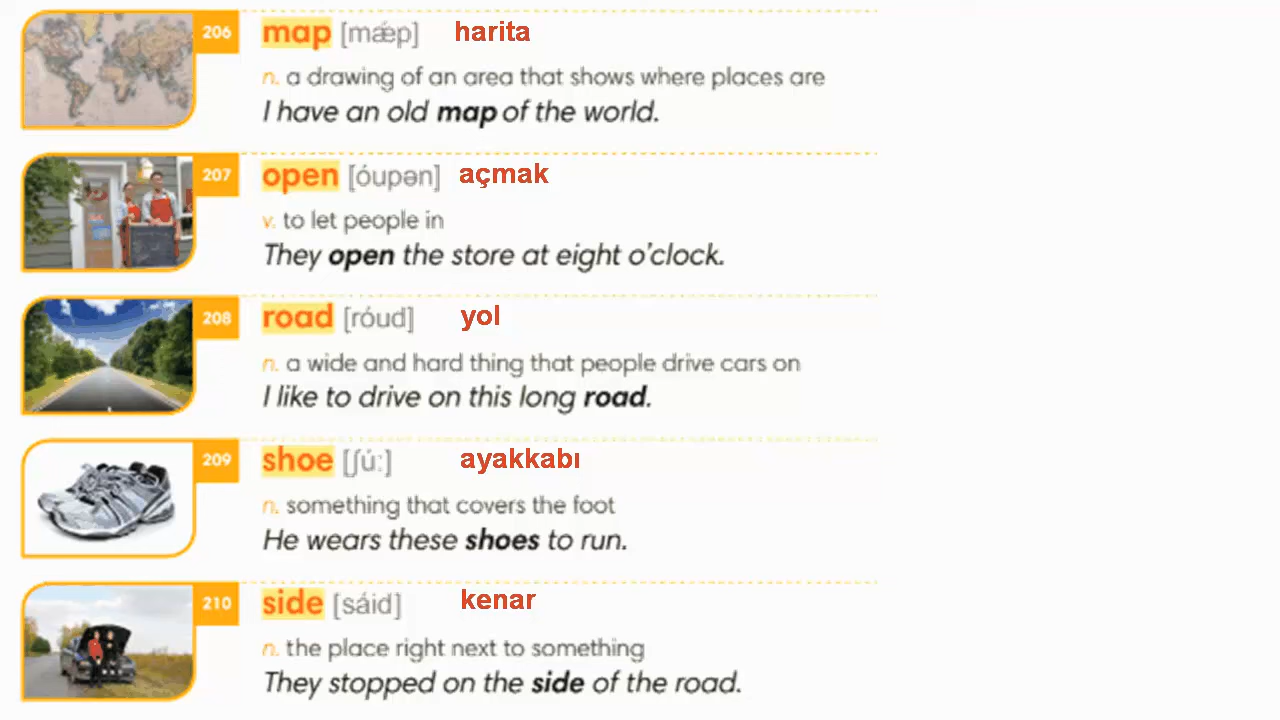 206 map [mǽp] harita
n. a drawing of an area that shows where places are
I have an old map of the world.
207 open [óupən] açmak
v. to let people in
They open the store at eight o'clock.
208 road [róud] yol
n. a wide and hard thing that people drive cars on
I like to drive on this long road.
209 shoe [ʃúː] ayakkabı
n. something that covers the foot
He wears these shoes to run.
210 side [sáid] kenar
n. the place right next to something
They stopped on the side of the road.